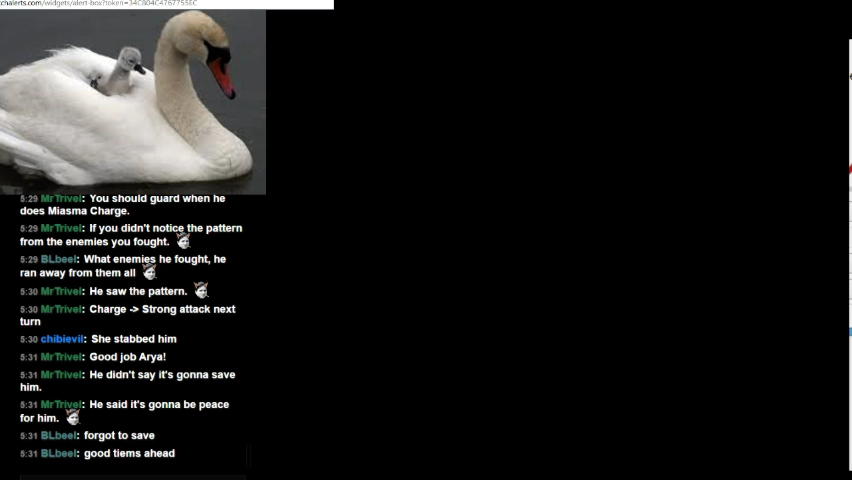 chalerts.com/widgets/alert-box?token=34C804C4767755EC
5:29 MrTrivel: You should guard when he
does Miasma Charge.
5:29 MrTrivel: If you didn't notice the pattern
from the enemies you fought.
5:29 BLbeel: What enemies he fought, he
ran away from them all
5:30 MrTrivel: He saw the pattern.
5:30 MrTrivel: Charge -> Strong attack next
turn
5:30 chibievil: She stabbed him
5:31 MrTrivel: Good job Arya!
5:31 MrTrivel: He didn't say it's gonna save
him.
5:31 MrTrivel: He said it's gonna be peace
for him.
5:31 BLbeel: forgot to save
5:31 BLbeel: good tiems ahead